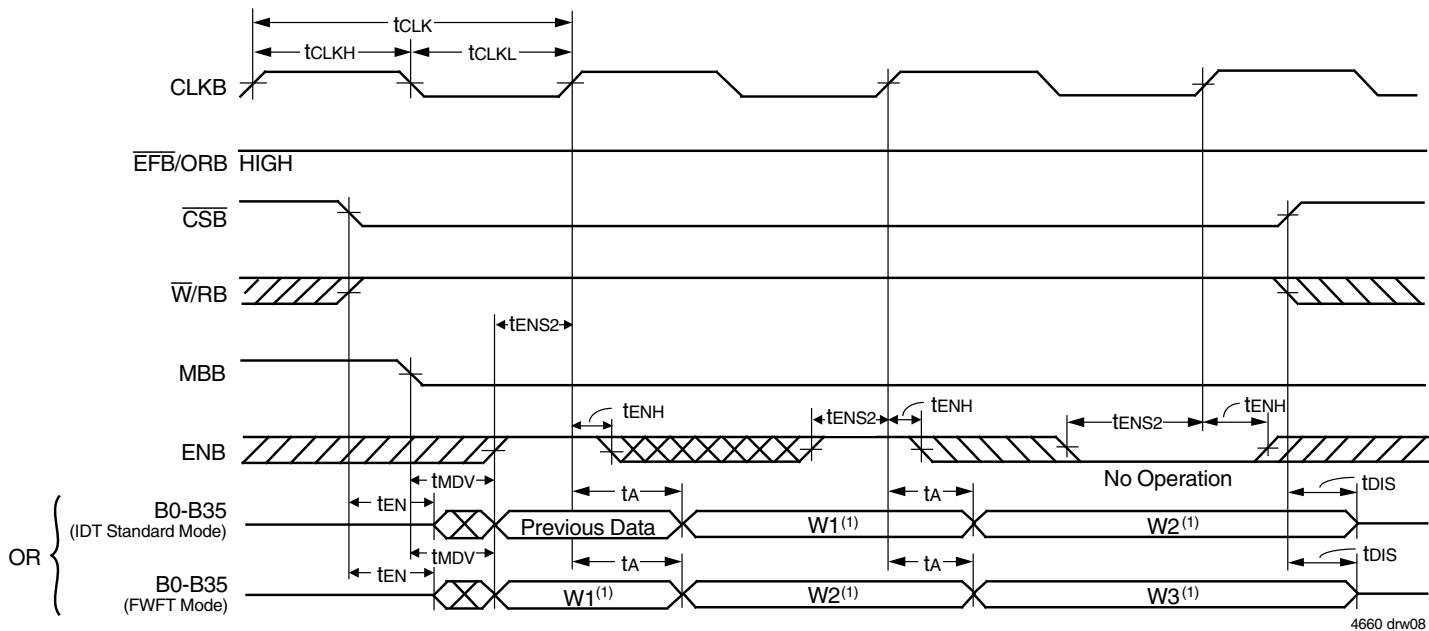 tCLK
tCLKH
tCLKL
CLKB
EFB/ORB HIGH
CSB
W/RB
tENS2
MBB
tENH
tENS2
tENH
tENS2
tENH
ENB
No Operation
tMDV
tEN
tA
tA
tDIS
B0-B35
(IDT Standard Mode)
Previous Data
W1(1)
W2(1)
OR
tMDV
tEN
tA
tA
tDIS
B0-B35
(FWFT Mode)
W1(1)
W2(1)
W3(1)
4660 drw08